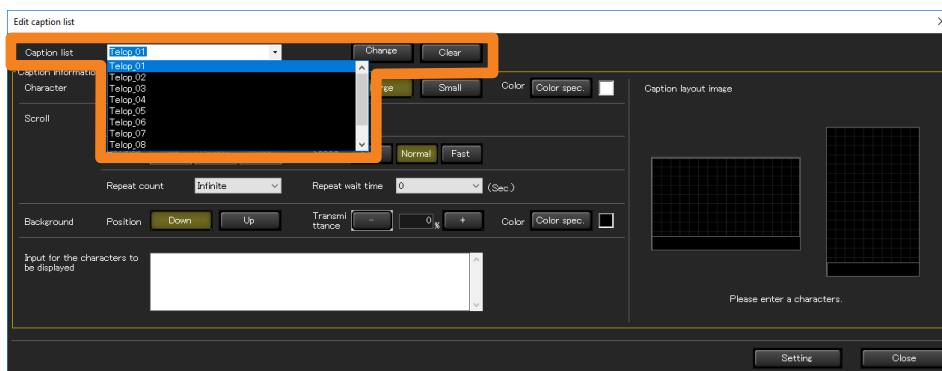 Edit caption list
Caption list Telop_01 Change Clear
Telop_01
Telop_02
Telop_03
Telop_04
Telop_05
Telop_06
Telop_07
Telop_08
Caption information
Character Small Color Color spec.
Scroll
Normal Fast
Repeat count Infinite Repeat wait time 0 (Sec.)
Background Position Down Up Transmi
ttance - 0 % + Color Color spec.
Input for the characters to
be displayed
Caption layout image
Please enter a characters.
Setting Close